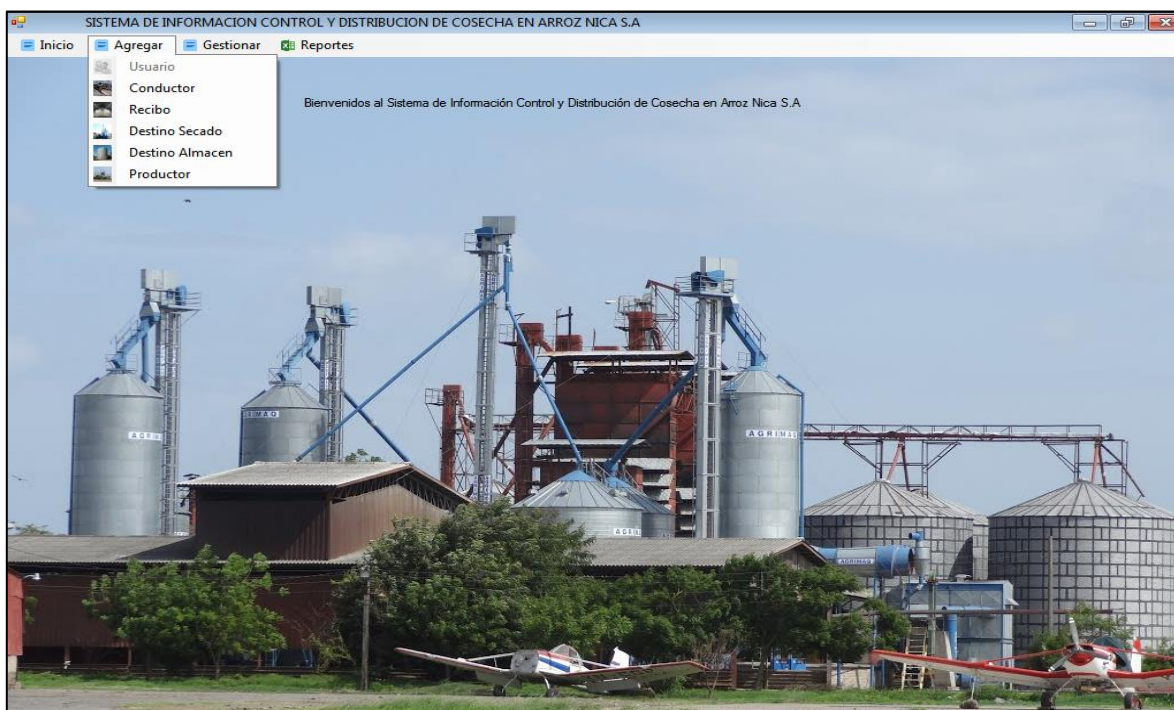 SISTEMA DE INFORMACION CONTROL Y DISTRIBUCION DE COSECHA EN ARROZ NICA S.A
Inicio Agregar Gestionar Reportes
Usuario
Conductor
Recibo
Destino Secado
Destino Almacen
Productor
Bienvenidos al Sistema de Información Control y Distribución de Cosecha en Arroz Nica S.A
AGRIMAQ
AGRIMAQ